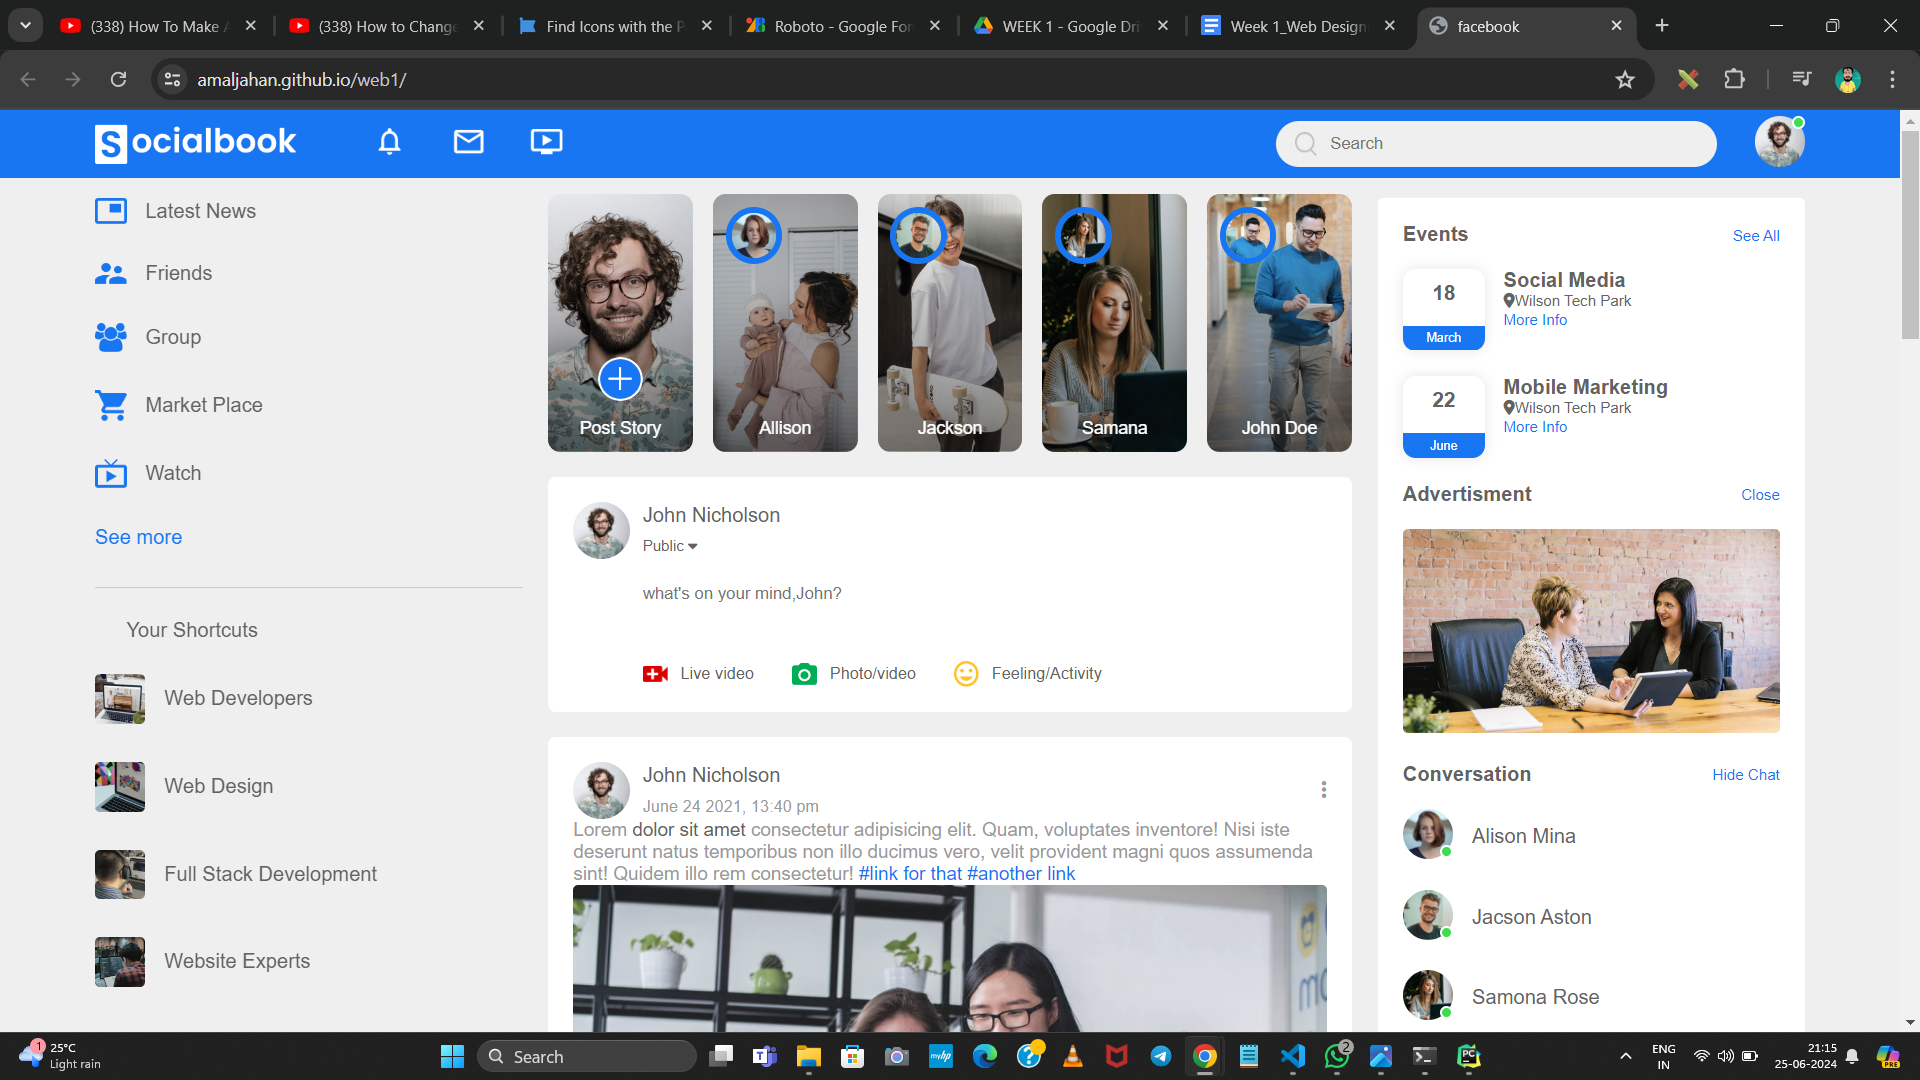 (338) How To Make A
(338) How to Change
Find Icons with the P
Roboto - Google Fon
WEEK 1 - Google Dri
Week 1_Web Design
facebook
amaljahan.github.io/web1/
Socialbook
Search
Latest News
Friends
Group
Market Place
Watch
See more
Your Shortcuts
Web Developers
Web Design
Full Stack Development
Website Experts
Post Story
Allison
Jackson
Samana
John Doe
John Nicholson
Public
what's on your mind,John?
Live video
Photo/video
Feeling/Activity
John Nicholson
June 24 2021, 13:40 pm
Lorem dolor sit amet consectetur adipisicing elit. Quam, voluptates inventore! Nisi iste
deserunt natus temporibus non illo ducimus vero, velit provident magni quos assumenda
sint! Quidem illo rem consectetur! #link for that #another link
Events
See All
18
March
Social Media
Wilson Tech Park
More Info
22
June
Mobile Marketing
Wilson Tech Park
More Info
Advertisment
Close
Conversation
Hide Chat
Alison Mina
Jacson Aston
Samona Rose
1
25°C
Light rain
Search
myhp
2
PC
ENG
IN
21:15
25-06-2024
PRE